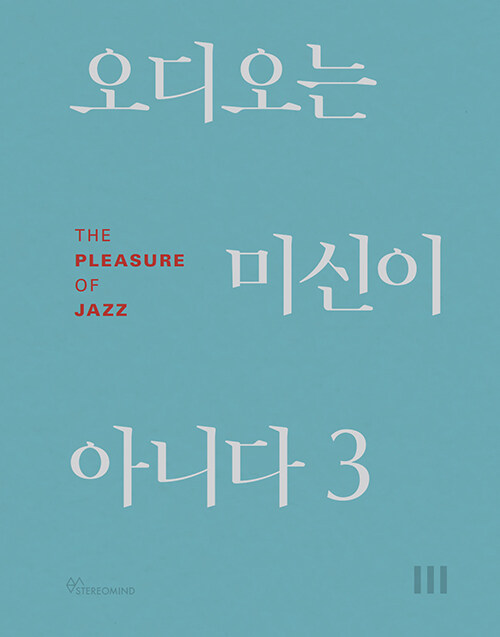 오디오는
THE
PLEASURE
OF
JAZZ
미신이
아니다 3
STEREOMIND
III